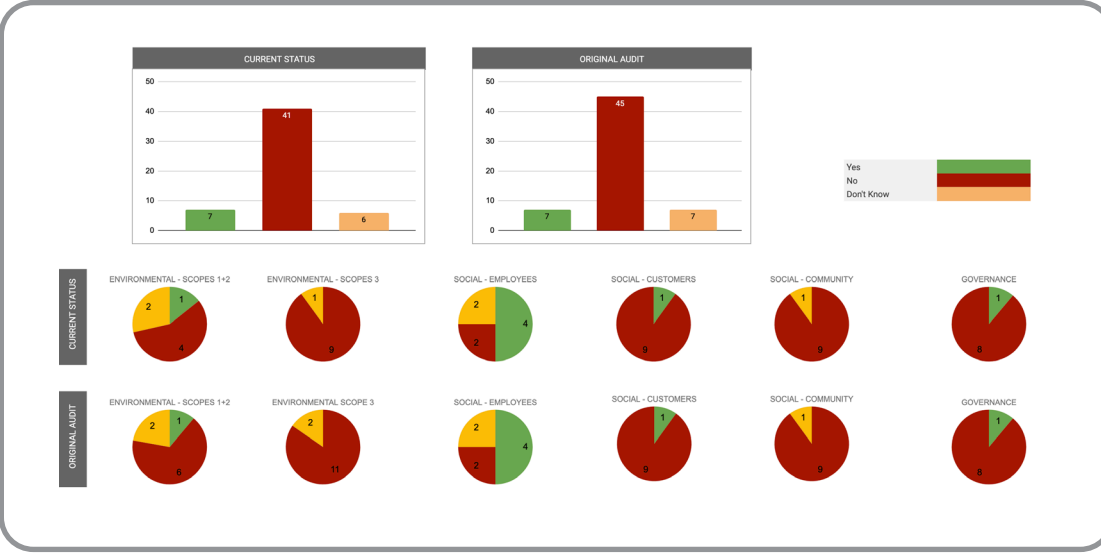 CURRENT STATUS
50
40
30
20
10
0
7
41
6
ORIGINAL AUDIT
50
40
30
20
10
0
7
45
7
Yes
No
Don't Know
CURRENT STATUS
ENVIRONMENTAL - SCOPES 1+2
2
1
4
ENVIRONMENTAL - SCOPES 3
1
9
SOCIAL - EMPLOYEES
2
4
2
SOCIAL - CUSTOMERS
1
9
SOCIAL - COMMUNITY
1
9
GOVERNANCE
1
8
ORIGINAL AUDIT
ENVIRONMENTAL - SCOPES 1+2
2
1
6
ENVIRONMENTAL SCOPE 3
2
11
SOCIAL - EMPLOYEES
2
4
2
SOCIAL - CUSTOMERS
1
9
SOCIAL - COMMUNITY
1
9
GOVERNANCE
1
8